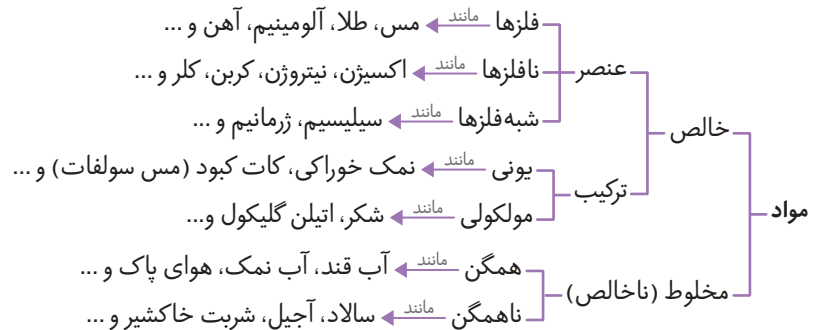 فلزها مانند مس، طلا، آلومینیم، آهن و ...
نافلزها مانند اکسیژن، نیتروژن، کربن، کلر و ...
عنصر
شبه‌فلزها مانند سیلیسیم، ژرمانیم و ...
خالص
یونی مانند نمک خوراکی، کات کبود (مس سولفات) و ...
ترکیب
مولکولی مانند شکر، اتیلن گلیکول و...
مواد
همگن مانند آب قند، آب نمک، هوای پاک و ...
مخلوط (ناخالص)
ناهمگن مانند سالاد، آجیل، شربت خاکشیر و ...